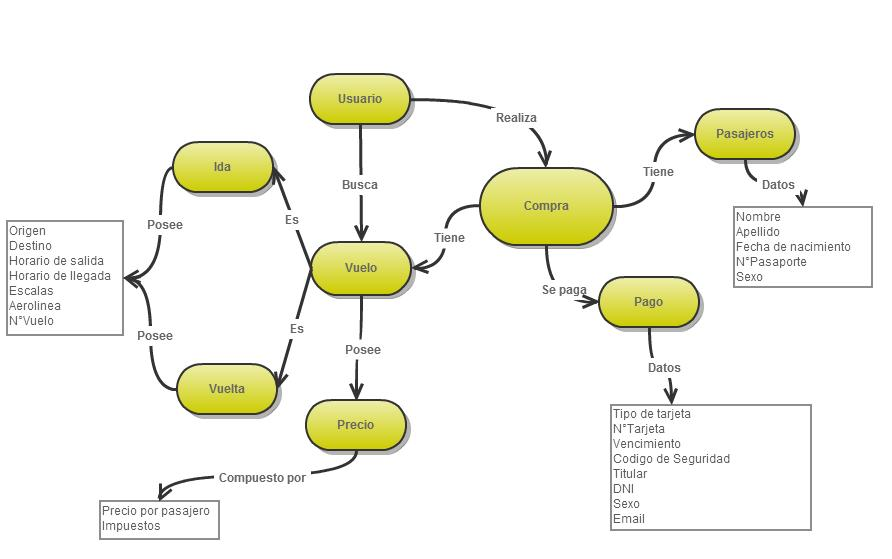 Usuario
Realiza
Pasajeros
Ida
Tiene
Busca
Datos
Compra
Posee
Es
Nombre
Apellido
Fecha de nacimiento
N°Pasaporte
Sexo
Origen
Destino
Horario de salida
Horario de llegada
Escalas
Aerolinea
N°Vuelo
Tiene
Vuelo
Se paga
Pago
Posee
Es
Posee
Datos
Vuelta
Precio
Tipo de tarjeta
N°Tarjeta
Vencimiento
Codigo de Seguridad
Titular
DNI
Sexo
Email
Compuesto por
Precio por pasajero
Impuestos